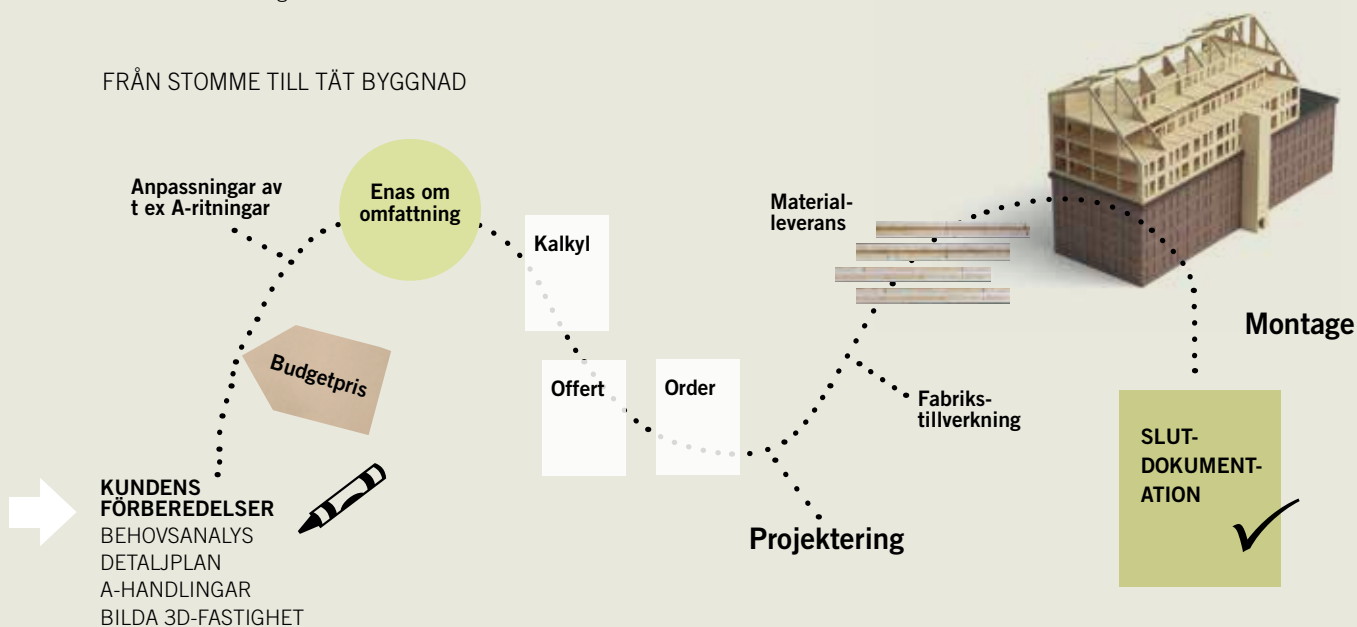 FRÅN STOMME TILL TÄT BYGGNAD
Anpassningar av
t ex A-ritningar
Enas om
omfattning
Kalkyl
Material-
leverans
Montage
Budgetpris
Offert
Order
Fabriks-
tillverkning
SLUT-
DOKUMENT-
ATION
KUNDENS
FÖRBEREDELSER
BEHOVSANALYS
DETALJPLAN
A-HANDLINGAR
BILDA 3D-FASTIGHET
Projektering